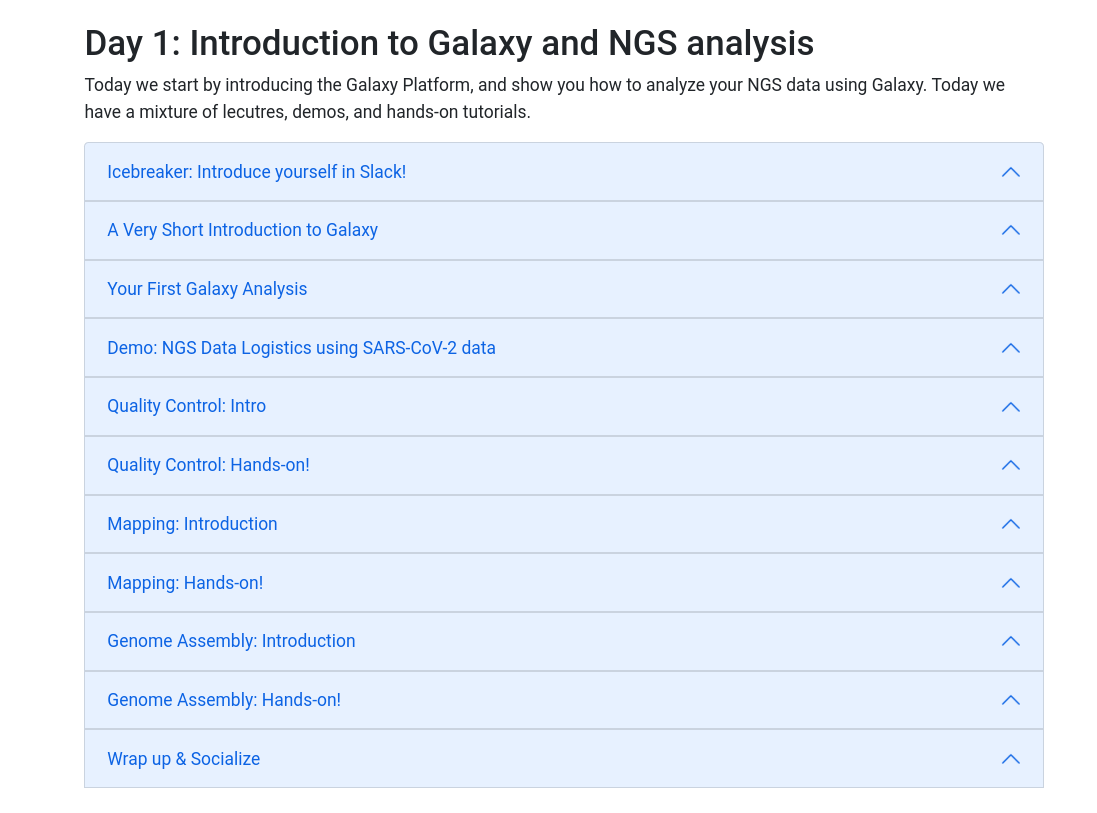 Day 1: Introduction to Galaxy and NGS analysis
Today we start by introducing the Galaxy Platform, and show you how to analyze your NGS data using Galaxy. Today we
have a mixture of lecutres, demos, and hands-on tutorials.
Icebreaker: Introduce yourself in Slack!
A Very Short Introduction to Galaxy
Your First Galaxy Analysis
Demo: NGS Data Logistics using SARS-CoV-2 data
Quality Control: Intro
Quality Control: Hands-on!
Mapping: Introduction
Mapping: Hands-on!
Genome Assembly: Introduction
Genome Assembly: Hands-on!
Wrap up & Socialize